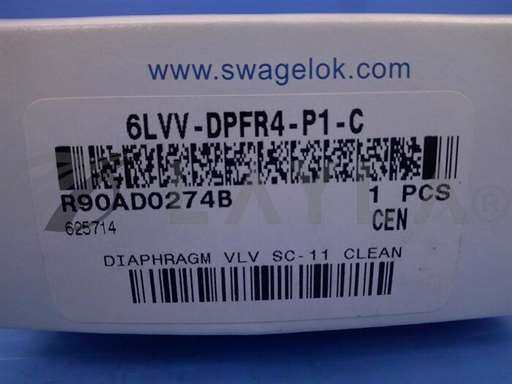 www.swagelok.com
6LVV-DPFR4-P1-C
R90AD0274B 1 PCS
625714 CEN
DIAPHRAGM VLV SC-11 CLEAN